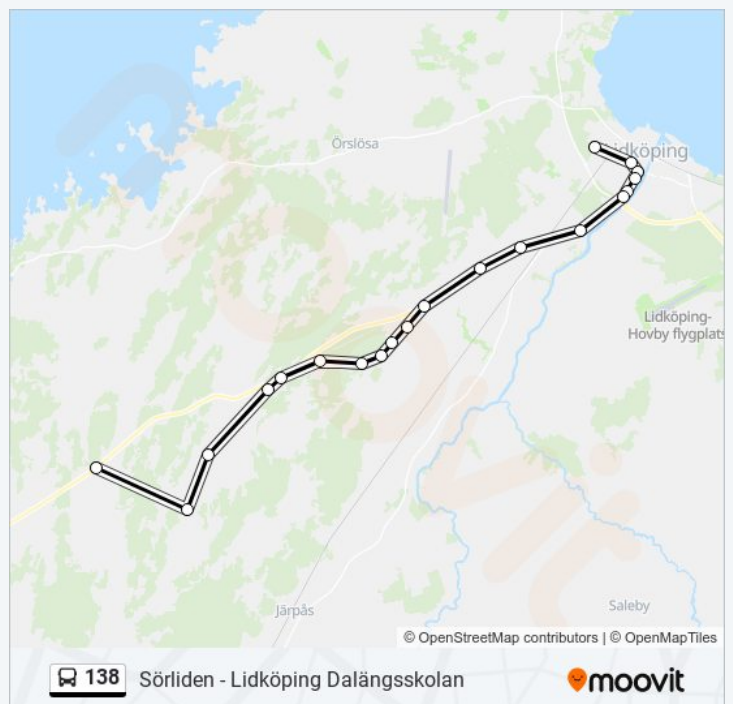 Örslösa
Lidköping
Lidköping-
Hovby flygplats
Järpås
Saleby
© OpenStreetMap contributors | © OpenMapTiles
138 Sörliden - Lidköping Dalängsskolan
moovit